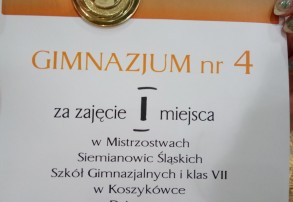 GIMNAZJUM nr 4
za zajęcie I miejsca
w Mistrzostwach
Siemianowic Śląskich
Szkół Gimnazjalnych i klas VII
w Koszykówce